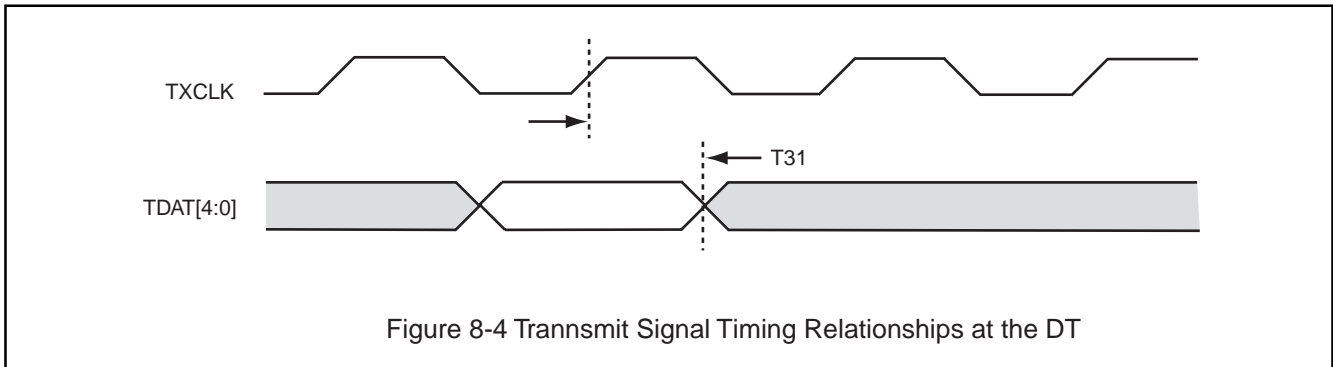 TXCLK
T31
TDAT[4:0]
Figure 8-4 Trannsmit Signal Timing Relationships at the DT